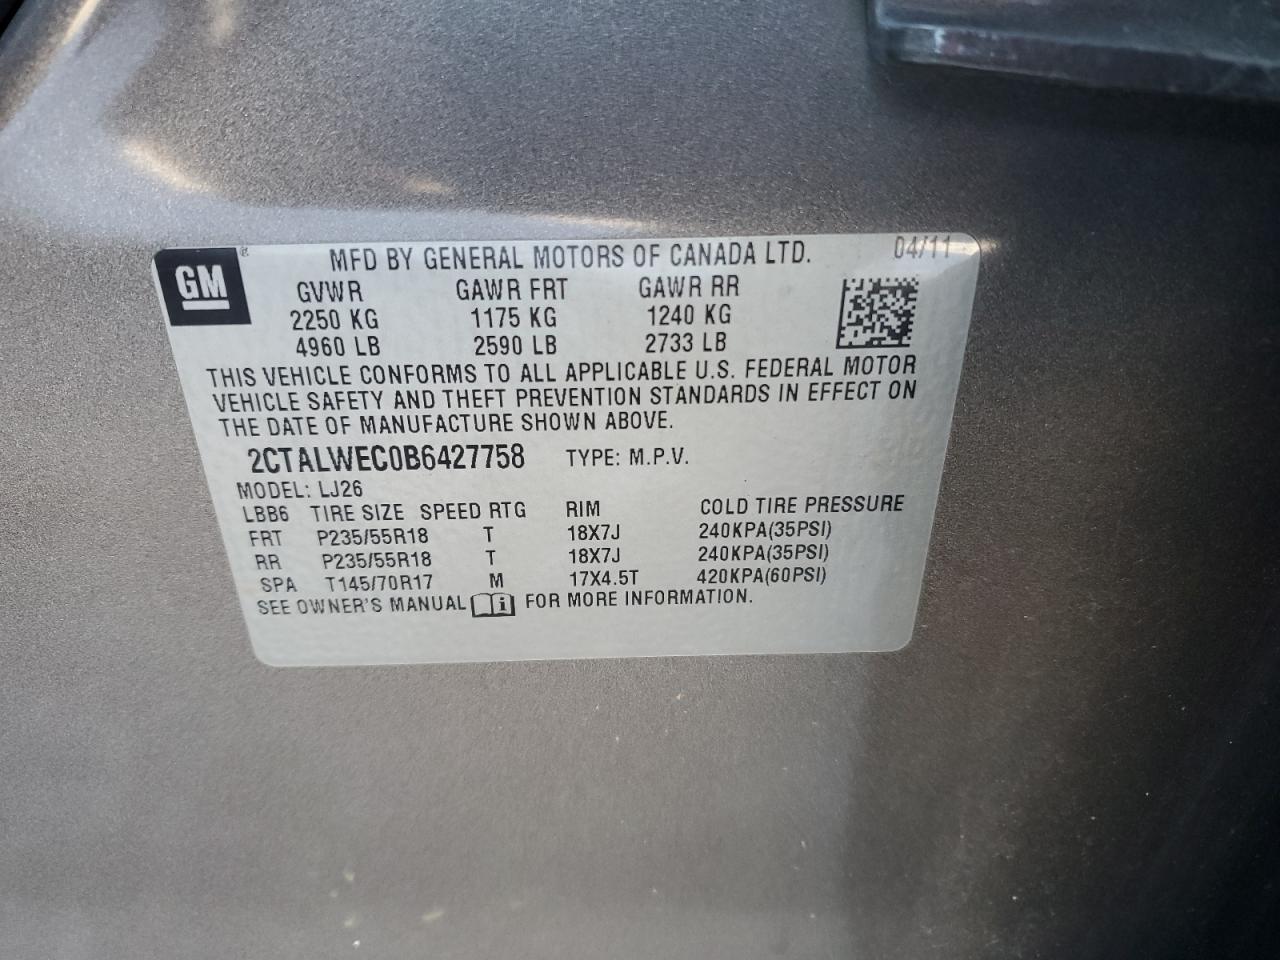 GM ® MFD BY GENERAL MOTORS OF CANADA LTD. 04/11
GVWR GAWR FRT GAWR RR
2250 KG 1175 KG 1240 KG
4960 LB 2590 LB 2733 LB
THIS VEHICLE CONFORMS TO ALL APPLICABLE U.S. FEDERAL MOTOR
VEHICLE SAFETY AND THEFT PREVENTION STANDARDS IN EFFECT ON
THE DATE OF MANUFACTURE SHOWN ABOVE.
2CTALWEC0B6427758 TYPE: M.P.V.
MODEL: LJ26
LBB6 TIRE SIZE SPEED RTG RIM COLD TIRE PRESSURE
FRT P235/55R18 T 18X7J 240KPA(35PSI)
RR P235/55R18 T 18X7J 240KPA(35PSI)
SPA T145/70R17 M 17X4.5T 420KPA(60PSI)
SEE OWNER'S MANUAL i FOR MORE INFORMATION.